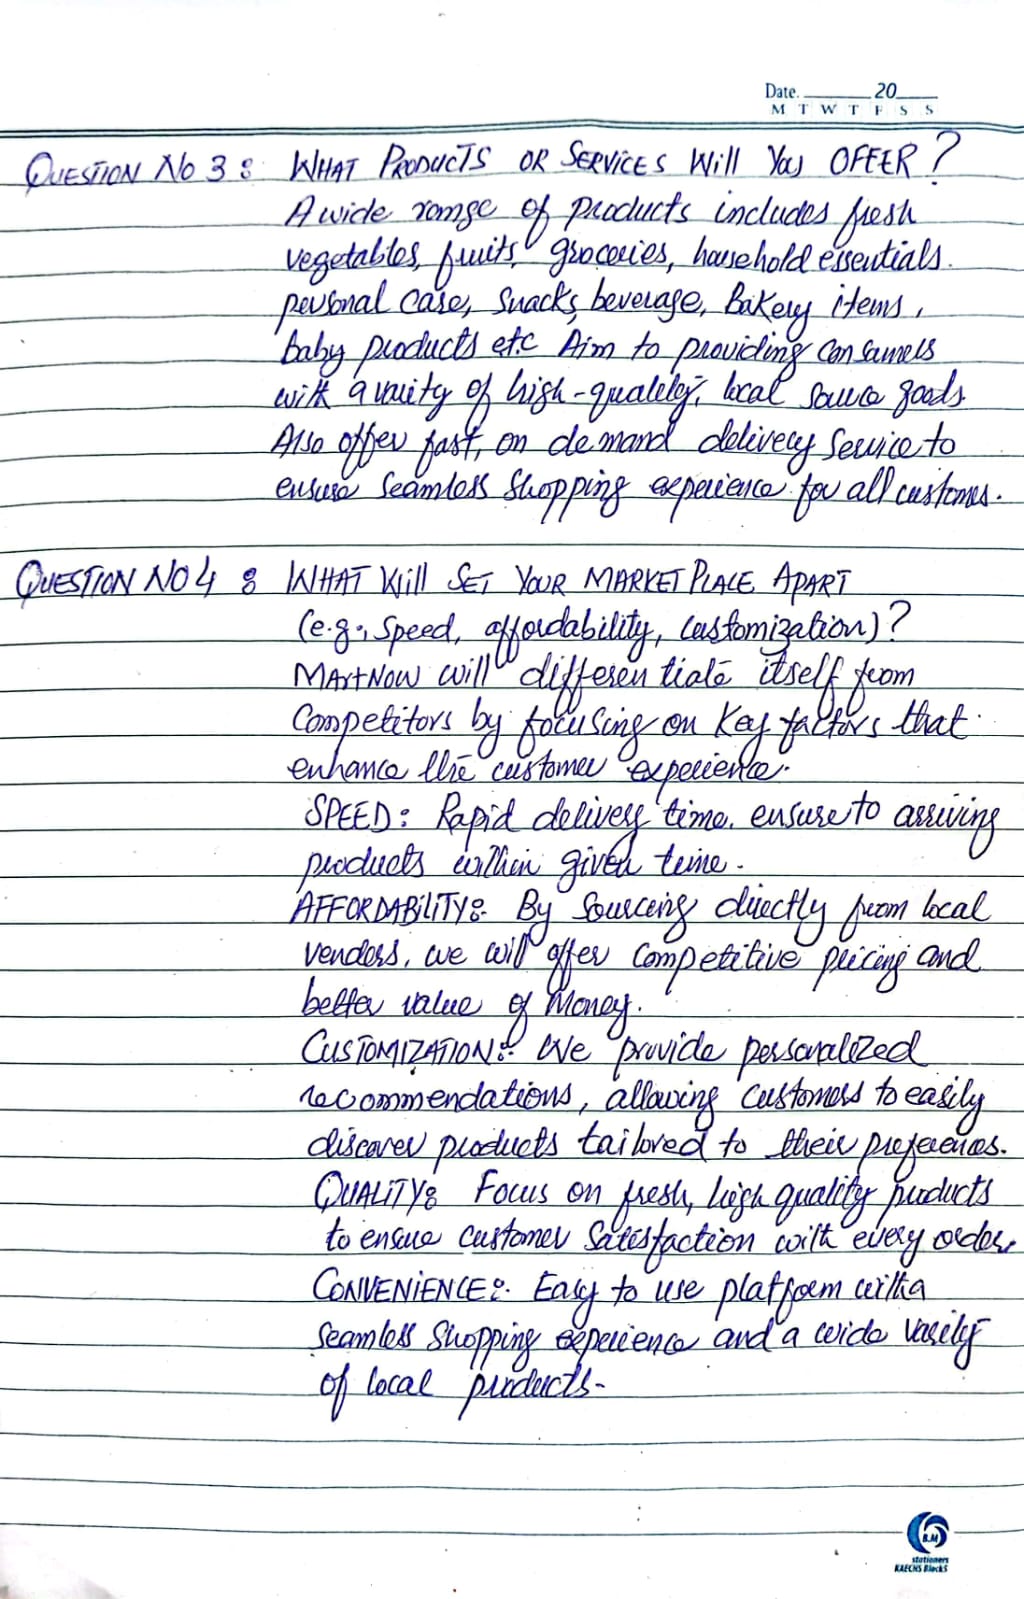 Date. ______ 20____
M T W T F S S
QUESTION NO 3 : WHAT PRODUCTS OR SERVICES Will You OFFER ?
A wide range of products includes fresh
vegetables, fruits, groceries, household essentials.
personal care, snacks, beverage, Bakery items,
baby products etc Aim to providing consumers
with a vairty of high-quality, local source goods.
Also offer fast, on demand delivery service to
ensure seamless shopping experience for all customers.
QUESTION NO 4 : WHAT Will SET YOUR MARKET PLACE APART
(e.g; speed, affordability, customization)?
MartNow will differentiate itself from
Competitors by focusing on Key factors that
enhance the customer experience.
SPEED: Rapid delivery time. ensure to arriving
products within given time.
AFFORDABILITY:- By Sourcing directly from local
venders, we will offer competitive pricing and
better value of Money.
CUSTOMIZATION:- We provide personalized
recommendations, allowing customers to easily
discover products tailored to their preferences.
QUALITY: Focus on fresh, high quality products
to ensure customer Satisfaction with every order.
CONVENIENCE:- Easy to use platform with a
seamless shopping experience and a wide variety
of local products-
B.M
stationers
KAECHS Block5